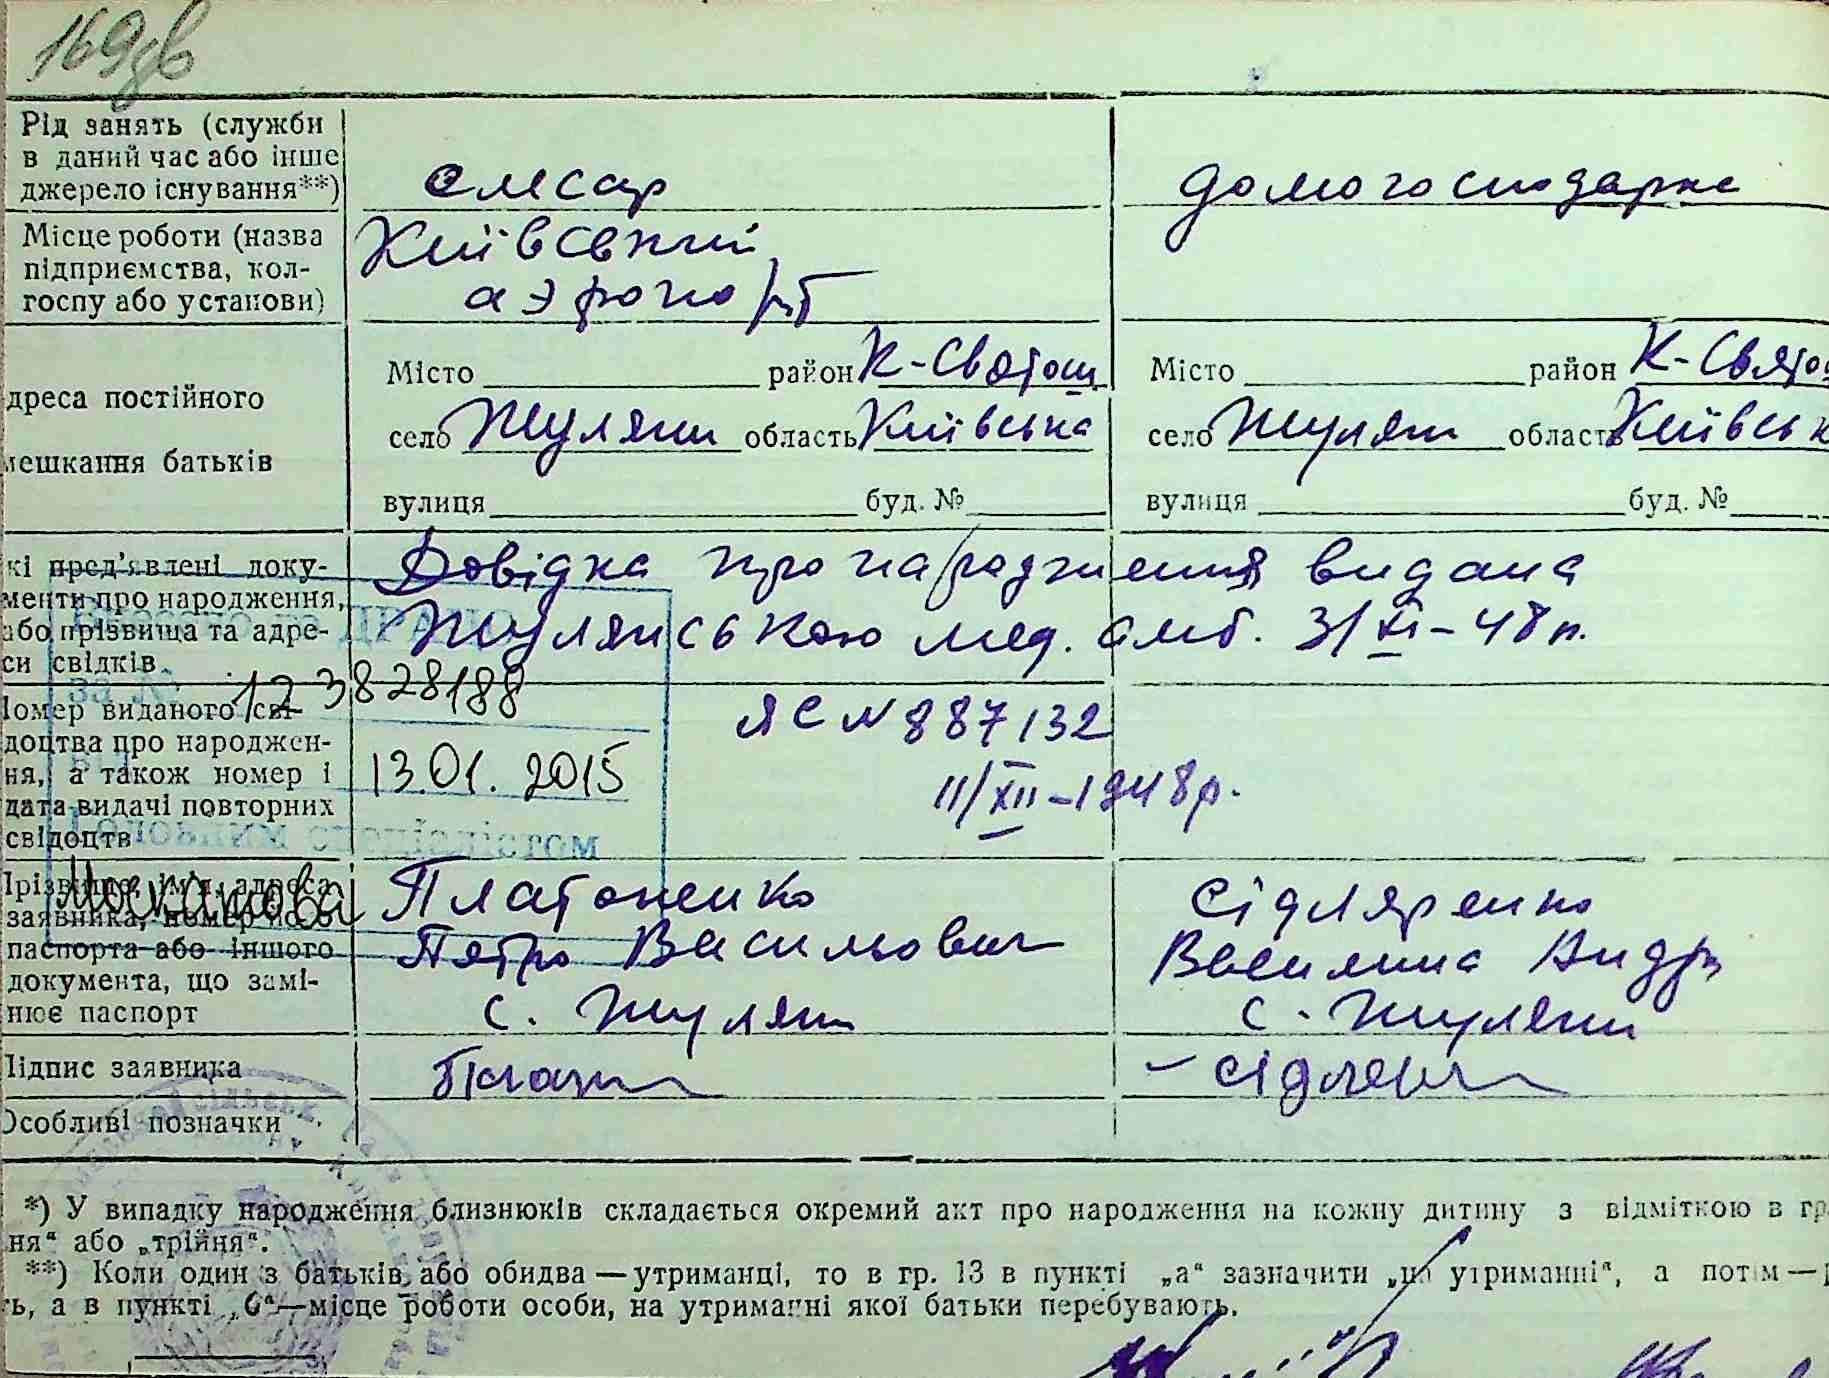 169зв
Рід занять (служби
в даний час або інше
джерело існування**)
слюсар
домогосподарка
Місце роботи (назва
підприємства, кол-
госпу або установи)
Київський
аэропорт
дреса постійного
мешкання батьків
Місто район К-Святош
село Жуляни область Київська
вулиця буд. №
Місто район К-Святош
село Жуляни область Київськ
вулиця буд. №
кі пред'явлені доку-
менти про народження,
або прізвища та адре-
си свідків
Довідка про народження видана
Жулянською мед. амб. 3/XI-48 р.
ДРАЦ
за №
123828188
13.01.2015
Головним спеціалістом
Номер виданого сві-
доцтва про народжен-
ня, а також номер і
дата видачі повторних
свідоцтв
ЯС N 887132
11/XII-1948р.
Прізвище, ім'я, адреса
заявника, номер його
паспорта або іншого
документа, що замі-
нює паспорт
Платоненко
Петро Васильович
с. Жуляни
Сідляренко
Василина Андр
с. Жуляни
Підпис заявника
Особливі позначки
*) У випадку народження близнюків складається окремий акт про народження на кожну дитину з відміткою в гр
ня" або „трійня".
**) Коли один з батьків або обидва — утриманці, то в гр. 13 в пункті „а" зазначити „на утриманні", а потім —
ть, а в пункті „б"—місце роботи особи, на утриманні якої батьки перебувають.